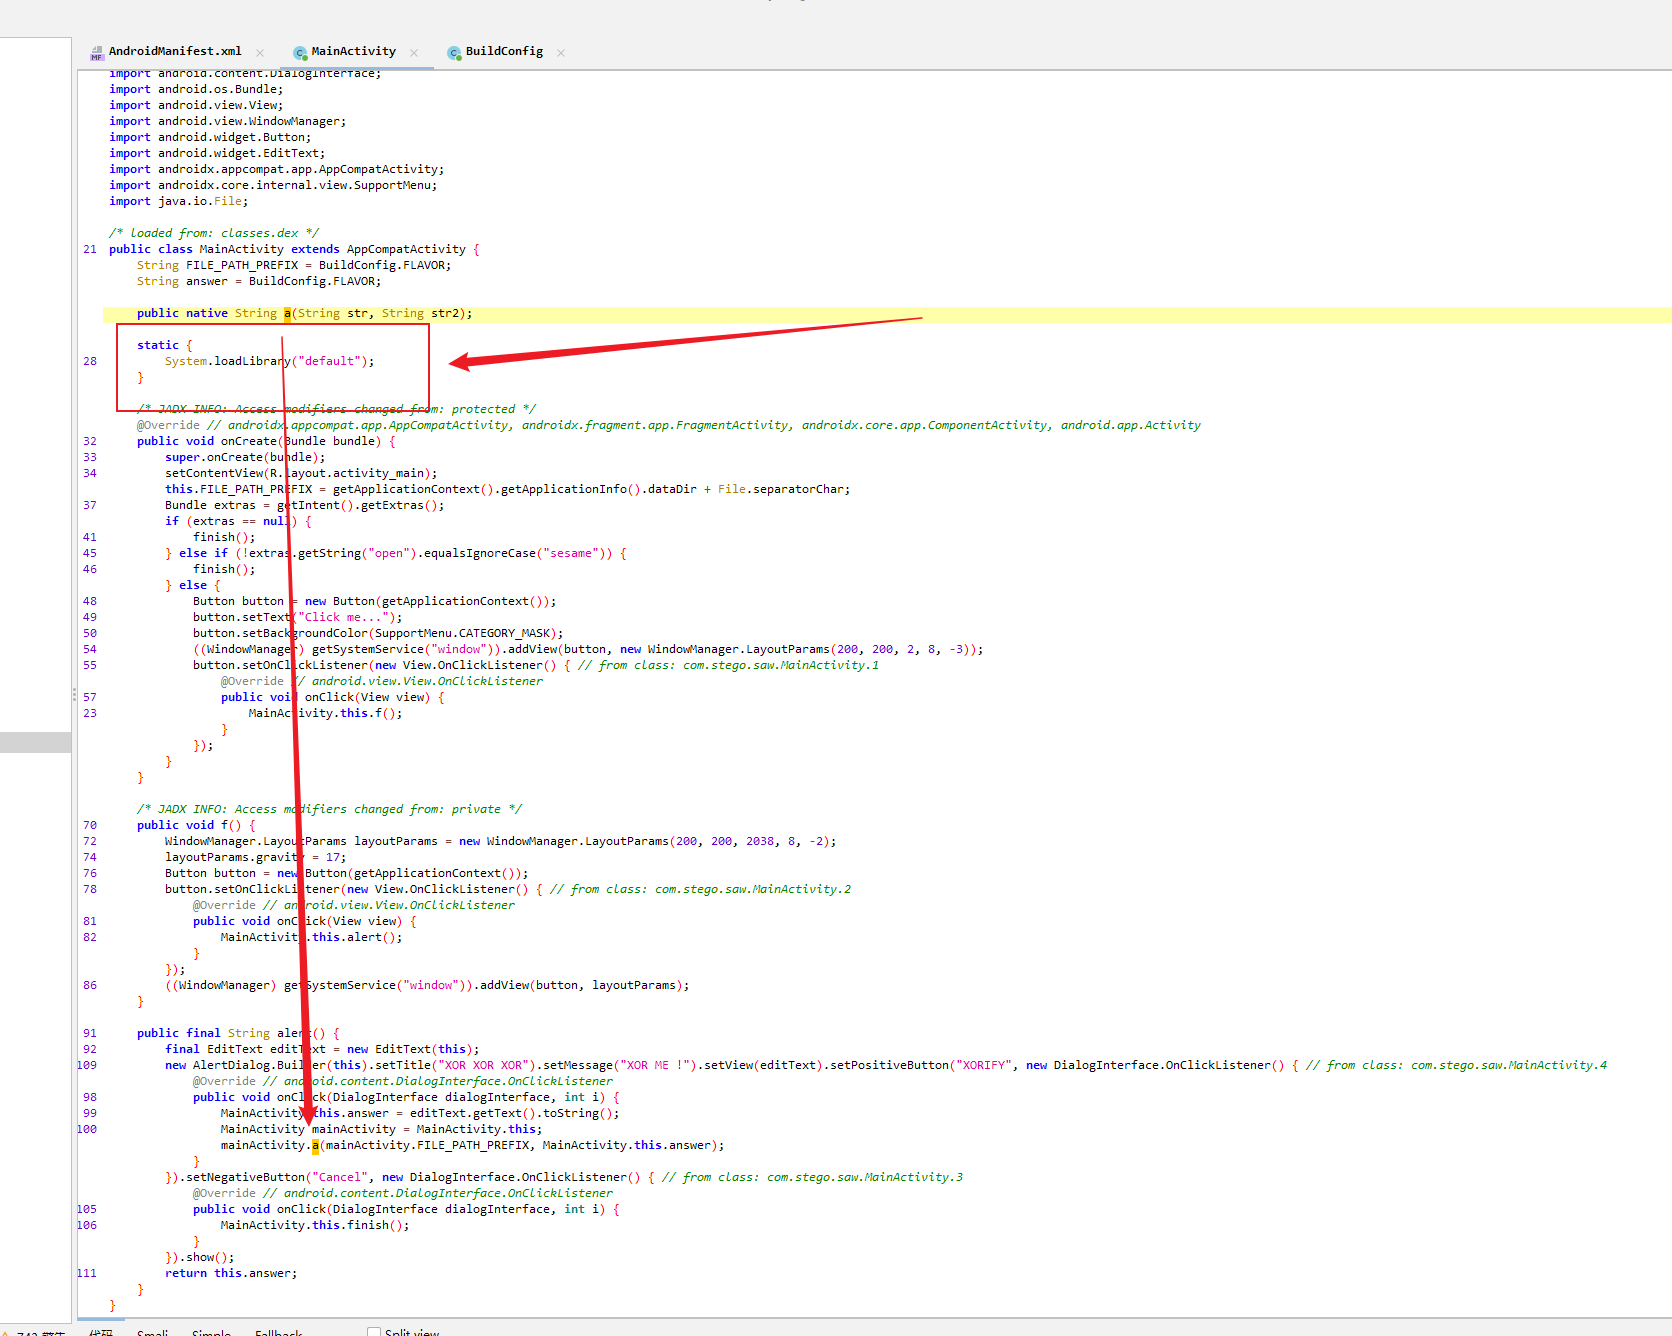 AndroidManifest.xml MainActivity BuildConfig
import android.content.DialogInterface;
import android.os.Bundle;
import android.view.View;
import android.view.WindowManager;
import android.widget.Button;
import android.widget.EditText;
import androidx.appcompat.app.AppCompatActivity;
import androidx.core.internal.view.SupportMenu;
import java.io.File;
/* loaded from: classes.dex */
21 public class MainActivity extends AppCompatActivity {
String FILE_PATH_PREFIX = BuildConfig.FLAVOR;
String answer = BuildConfig.FLAVOR;
public native String a(String str, String str2);
static {
28 System.loadLibrary("default");
}
/* JADX INFO: Access modifiers changed from: protected */
@Override // androidx.appcompat.app.AppCompatActivity, androidx.fragment.app.FragmentActivity, androidx.core.app.ComponentActivity, android.app.Activity
32 public void onCreate(Bundle bundle) {
33 super.onCreate(bundle);
34 setContentView(R.layout.activity_main);
this.FILE_PATH_PREFIX = getApplicationContext().getApplicationInfo().dataDir + File.separatorChar;
37 Bundle extras = getIntent().getExtras();
if (extras == null) {
41 finish();
45 } else if (!extras.getString("open").equalsIgnoreCase("sesame")) {
46 finish();
} else {
48 Button button = new Button(getApplicationContext());
49 button.setText("Click me...");
50 button.setBackgroundColor(SupportMenu.CATEGORY_MASK);
54 ((WindowManager) getSystemService("window")).addView(button, new WindowManager.LayoutParams(200, 200, 2, 8, -3));
55 button.setOnClickListener(new View.OnClickListener() { // from class: com.stego.saw.MainActivity.1
@Override // android.view.View.OnClickListener
57 public void onClick(View view) {
23 MainActivity.this.f();
}
});
}
}
/* JADX INFO: Access modifiers changed from: private */
70 public void f() {
72 WindowManager.LayoutParams layoutParams = new WindowManager.LayoutParams(200, 200, 2038, 8, -2);
74 layoutParams.gravity = 17;
76 Button button = new Button(getApplicationContext());
78 button.setOnClickListener(new View.OnClickListener() { // from class: com.stego.saw.MainActivity.2
@Override // android.view.View.OnClickListener
81 public void onClick(View view) {
82 MainActivity.this.alert();
}
});
86 ((WindowManager) getSystemService("window")).addView(button, layoutParams);
}
91 public final String alert() {
92 final EditText editText = new EditText(this);
109 new AlertDialog.Builder(this).setTitle("XOR XOR XOR").setMessage("XOR ME !").setView(editText).setPositiveButton("XORIFY", new DialogInterface.OnClickListener() { // from class: com.stego.saw.MainActivity.4
@Override // android.content.DialogInterface.OnClickListener
98 public void onClick(DialogInterface dialogInterface, int i) {
99 MainActivity.this.answer = editText.getText().toString();
100 MainActivity mainActivity = MainActivity.this;
mainActivity.a(mainActivity.FILE_PATH_PREFIX, MainActivity.this.answer);
}
}).setNegativeButton("Cancel", new DialogInterface.OnClickListener() { // from class: com.stego.saw.MainActivity.3
@Override // android.content.DialogInterface.OnClickListener
105 public void onClick(DialogInterface dialogInterface, int i) {
106 MainActivity.this.finish();
}
}).show();
111 return this.answer;
}
}
742 警告 代码 Smali Simple Fallback Split view